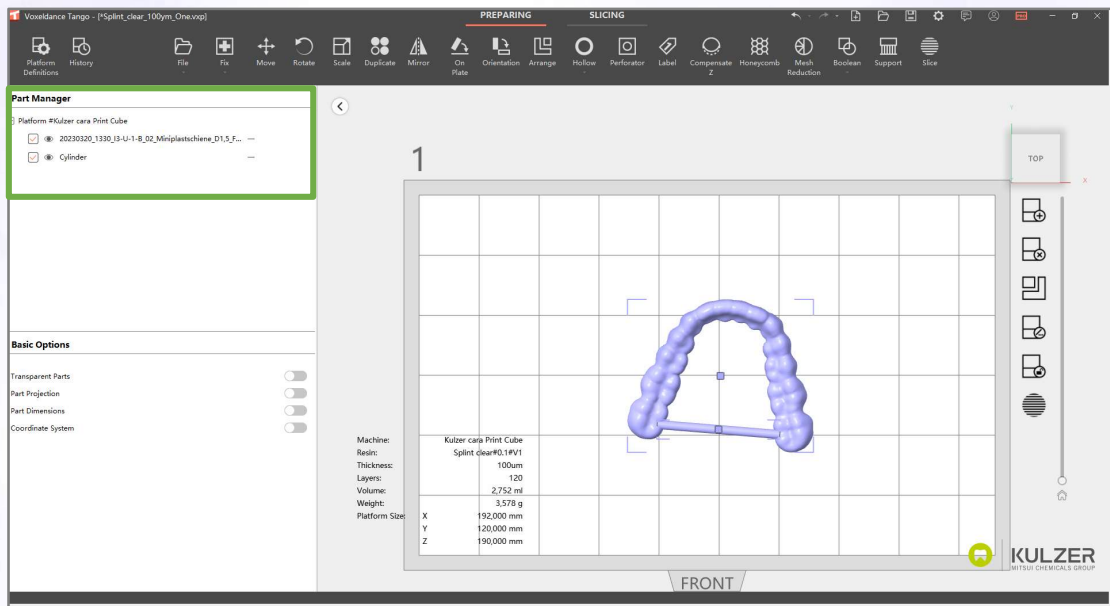 Voxeldance Tango - [*Splint_clear_100ym_One.vxp]
PREPARING
SLICING
Platform Definitions
History
File
Fix
Move
Rotate
Scale
Duplicate
Mirror
On Plate
Orientation
Arrange
Hollow
Perforator
Label
Compensate Z
Honeycomb
Mesh Reduction
Boolean
Support
Slice
Part Manager
Platform #Kulzer cara Print Cube
20230320_1330_I3-U-1-B_02_Miniplastschiene_D1,5_F... —
Cylinder —
Basic Options
Transparent Parts
Part Projection
Part Dimensions
Coordinate System
1
Y
TOP
X
Machine: Kulzer cara Print Cube
Resin: Splint clear#0.1#V1
Thickness: 100um
Layers: 120
Volume: 2,752 ml
Weight: 3,578 g
Platform Size: X 192,000 mm
Y 120,000 mm
Z 190,000 mm
FRONT
KULZER
MITSUI CHEMICALS GROUP